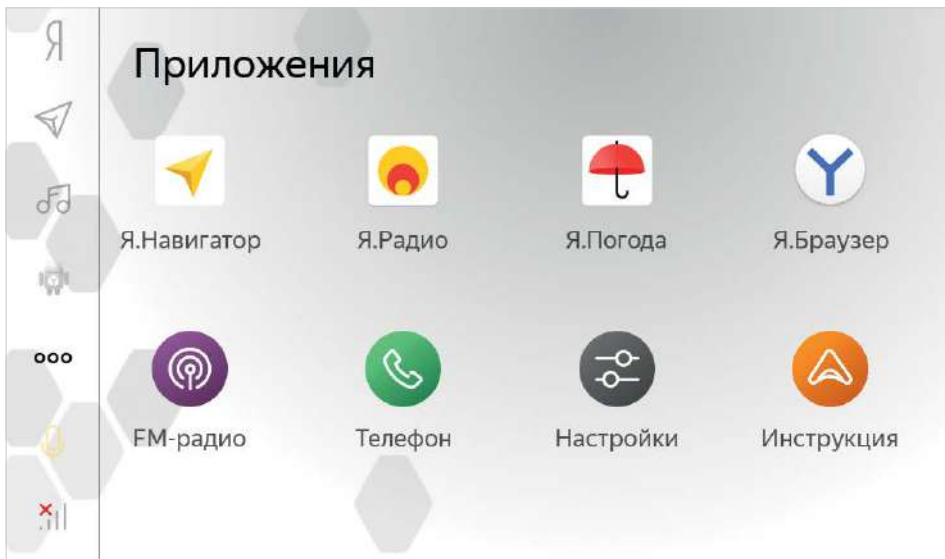 Я
Приложения
Я.Навигатор
Я.Радио
Я.Погода
Я.Браузер
FM-радио
Телефон
Настройки
Инструкция